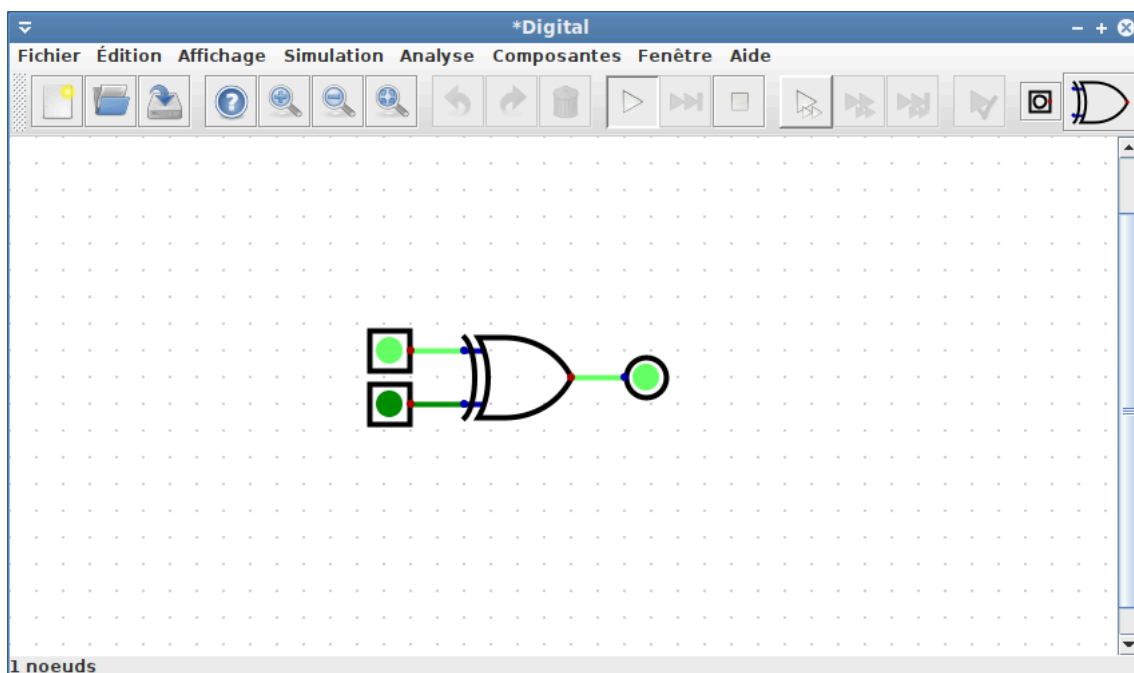 *Digital
Fichier Édition Affichage Simulation Analyse Composantes Fenêtre Aide
1 noeuds